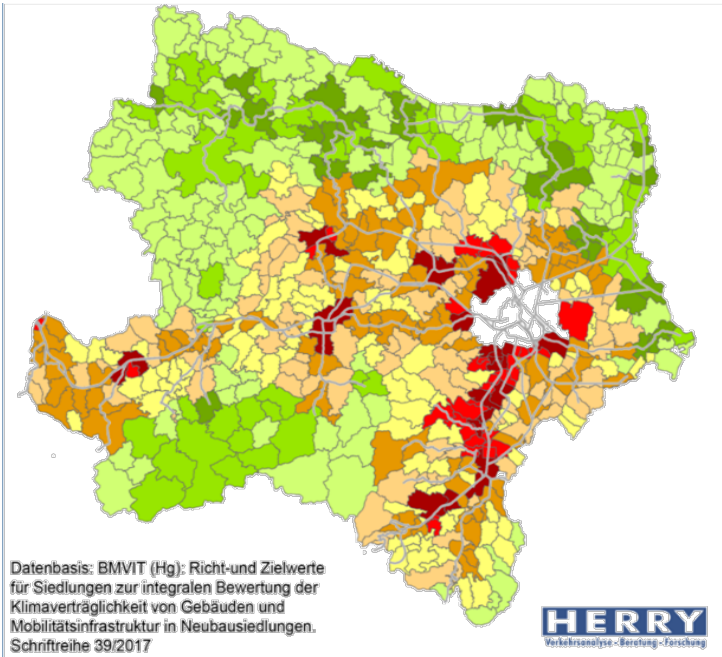 Datenbasis: BMVIT (Hg): Richt-und Zielwerte
für Siedlungen zur integralen Bewertung der
Klimaverträglichkeit von Gebäuden und
Mobilitätsinfrastruktur in Neubausiedlungen.
Schriftreihe 39/2017
HERRY
Verkehrsanalyse - Beratung - Forschung